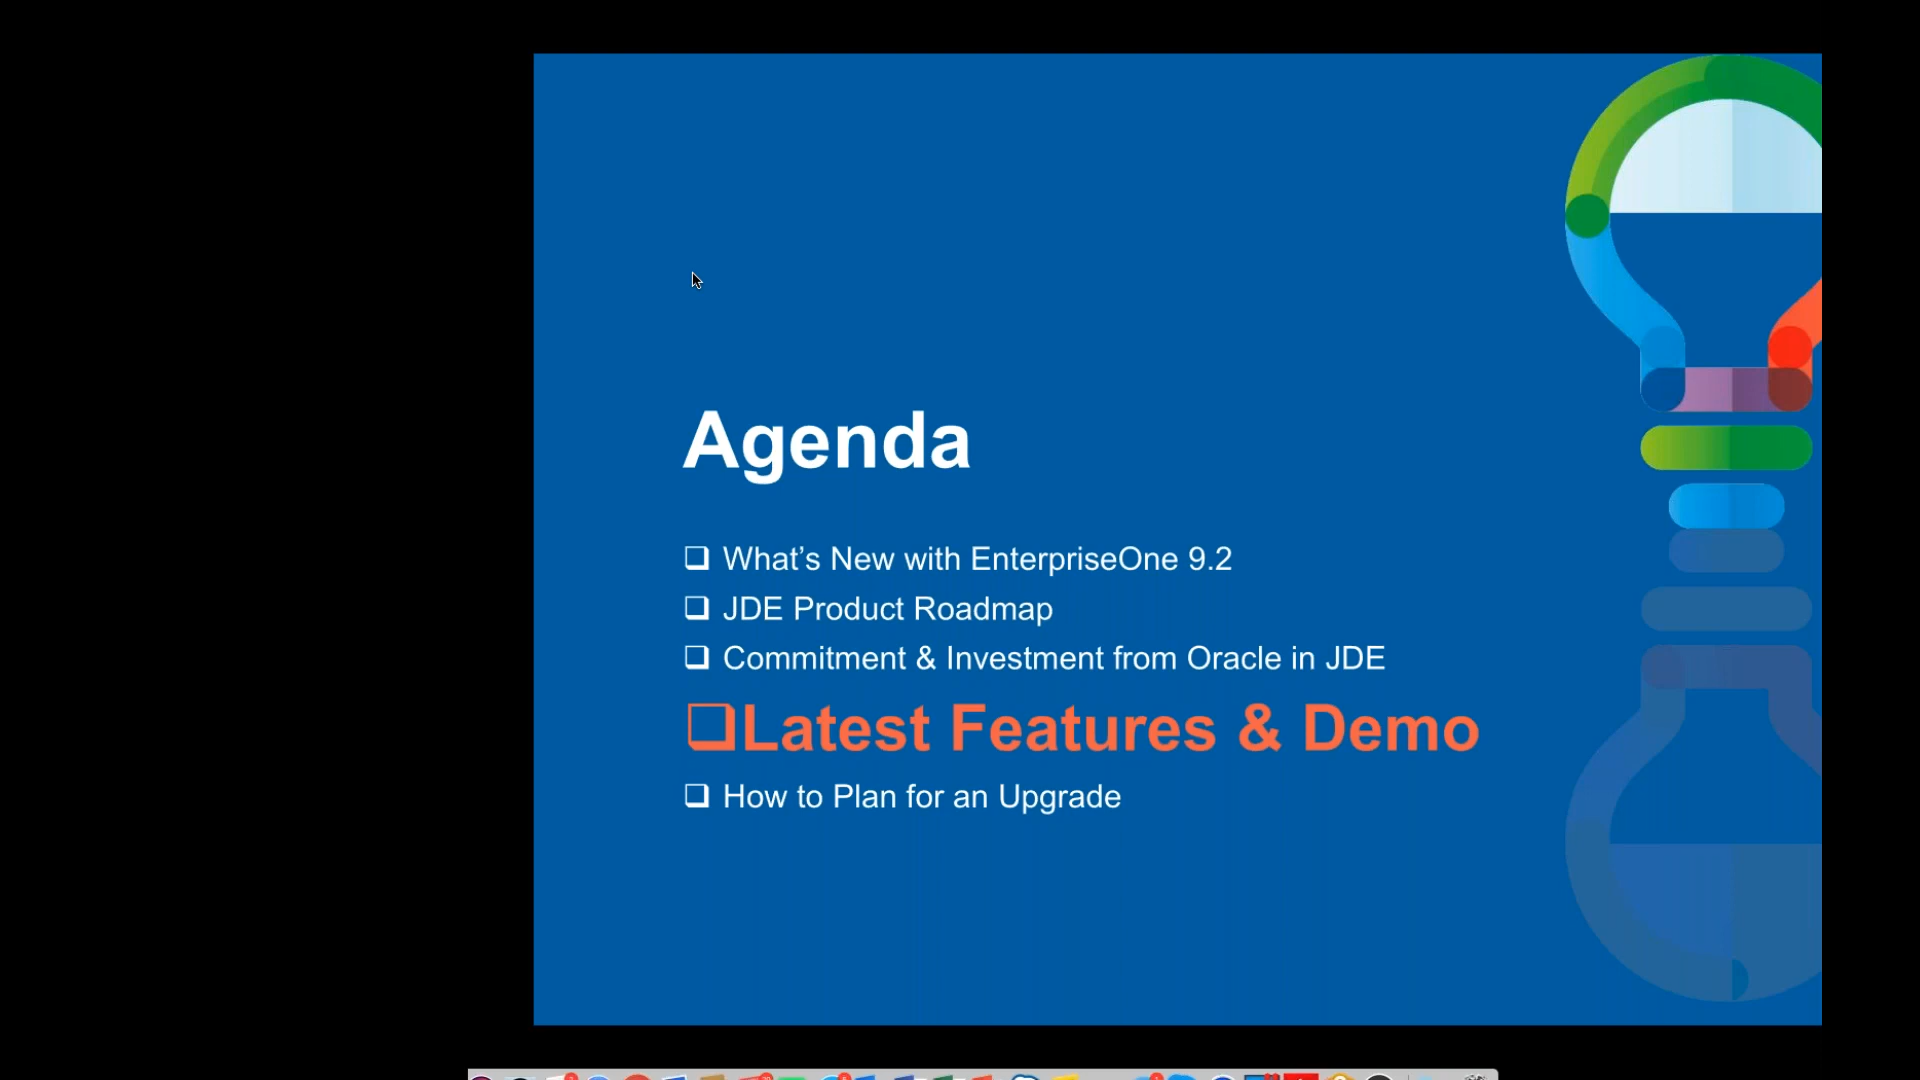 Agenda
❑ What’s New with EnterpriseOne 9.2
❑ JDE Product Roadmap
❑ Commitment & Investment from Oracle in JDE
❑Latest Features & Demo
❑ How to Plan for an Upgrade